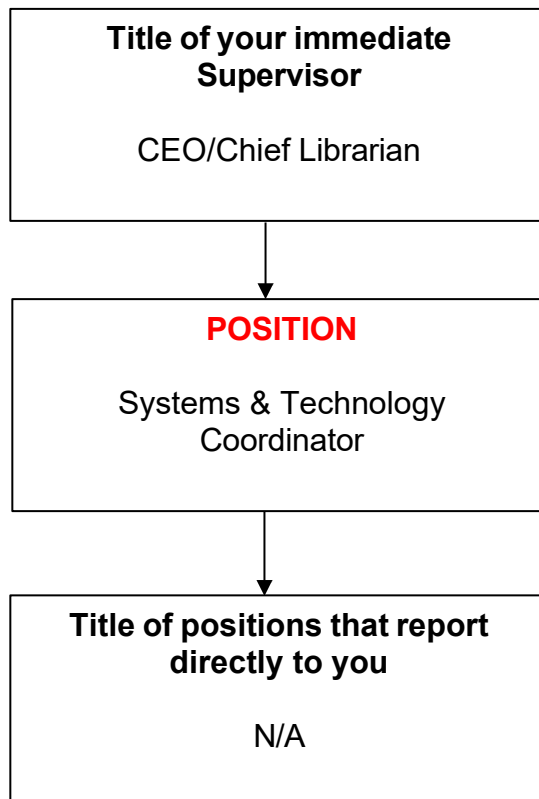 Title of your immediate
Supervisor
CEO/Chief Librarian
POSITION
Systems & Technology
Coordinator
Title of positions that report
directly to you
N/A